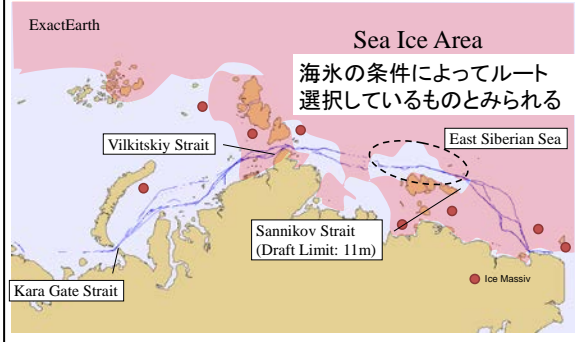 ExactEarth
Sea Ice Area
海氷の条件によってルート
選択しているものとみられる
Vilkitskiy Strait
East Siberian Sea
Sannikov Strait
(Draft Limit: 11m)
Kara Gate Strait
Ice Massiv